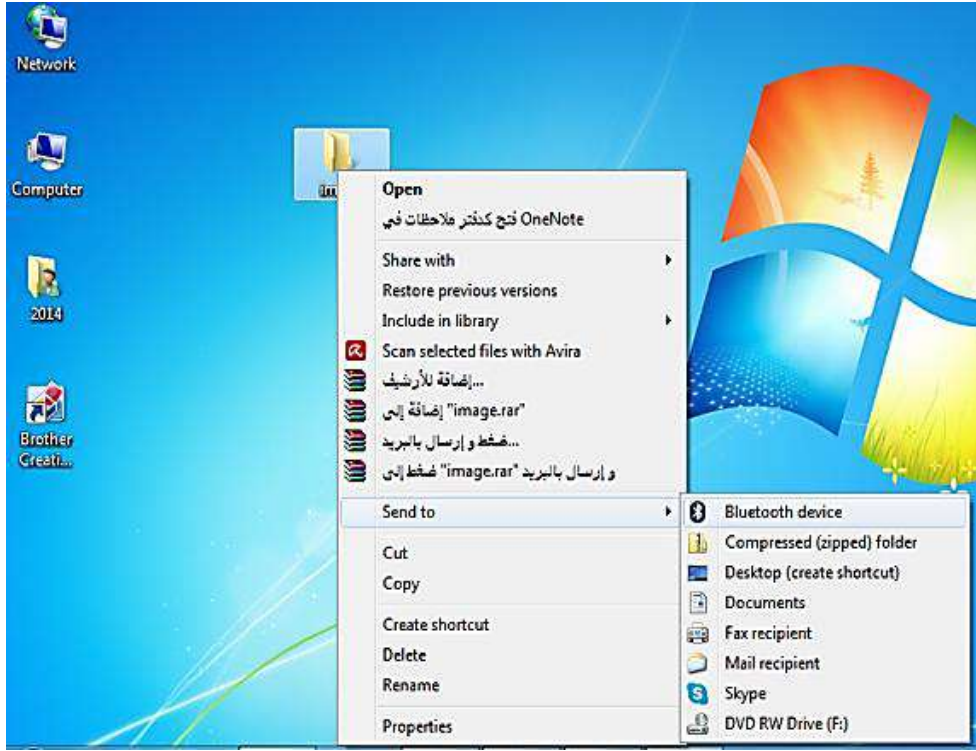 Network
Computer
2014
Brother
Creati...
im
Open
فتح كدفتر ملاحظات في OneNote
Share with
Restore previous versions
Include in library
Scan selected files with Avira
إضافة للأرشيف...
إضافة إلى "image.rar"
ضغط و إرسال بالبريد...
ضغط إلى "image.rar" و إرسال بالبريد
Send to
Cut
Copy
Create shortcut
Delete
Rename
Properties
Bluetooth device
Compressed (zipped) folder
Desktop (create shortcut)
Documents
Fax recipient
Mail recipient
Skype
DVD RW Drive (F:)